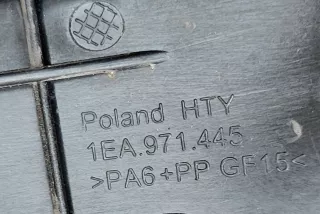 Poland HTY
1EA.971.445
>PA6+PP GF15<